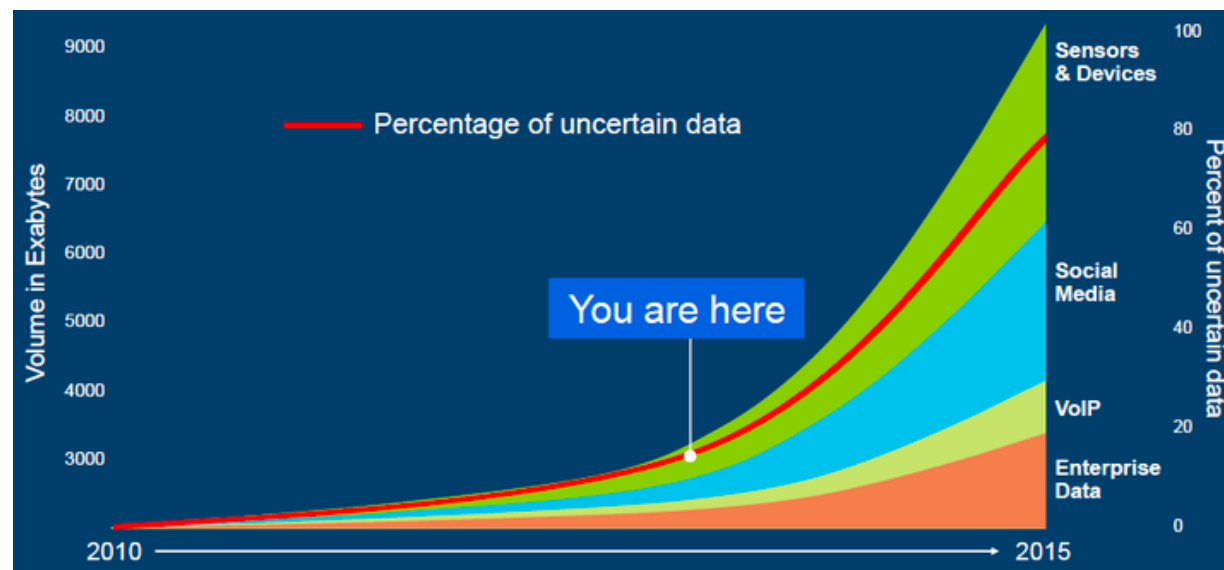 9000
8000
7000
6000
5000
4000
3000
Volume in Exabytes
Percentage of uncertain data
You are here
Sensors
& Devices
Social
Media
VoIP
Enterprise
Data
100
80
60
40
20
0
Percent of uncertain data
2010
2015